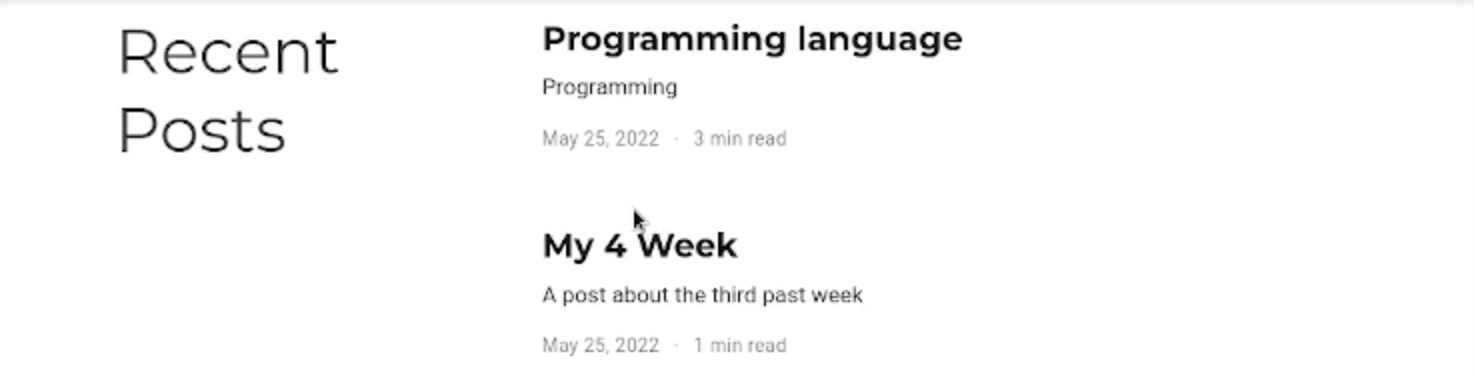 Recent
Posts
Programming language
Programming
May 25, 2022 · 3 min read
My 4 Week
A post about the third past week
May 25, 2022 · 1 min read